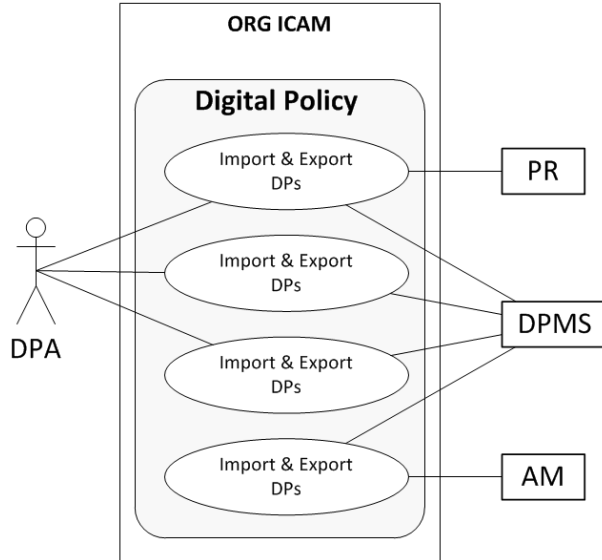 ORG ICAM
Digital Policy
Import & Export
DPs
PR
Import & Export
DPs
DPA
DPMS
Import & Export
DPs
Import & Export
DPs
AM